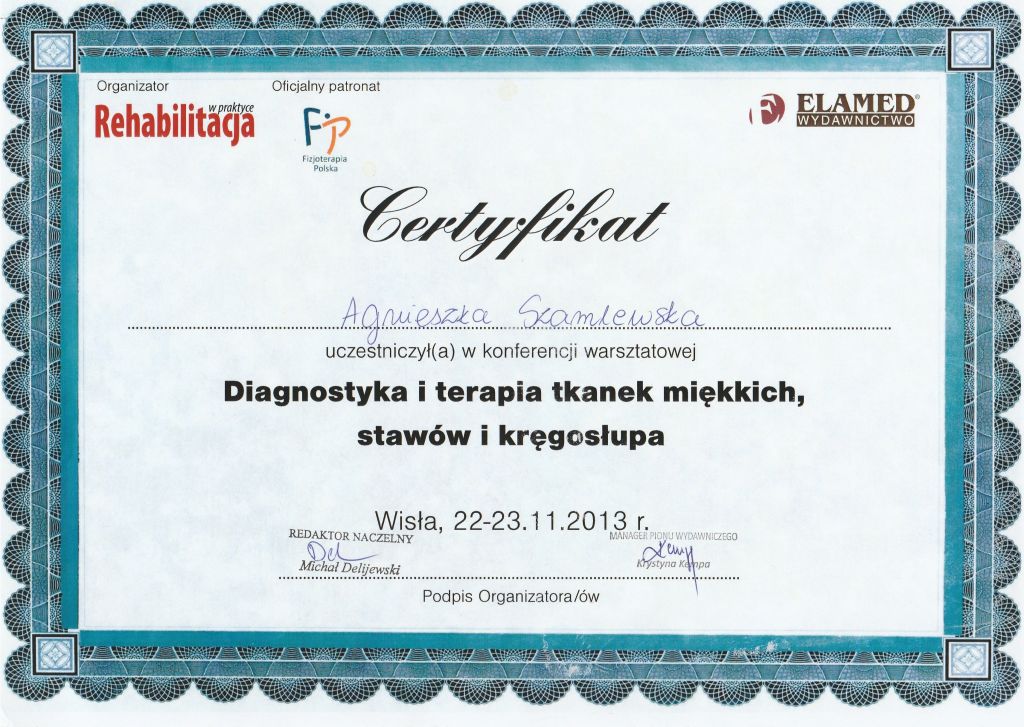 Organizator
Rehabilitacja w praktyce
Oficjalny patronat
Fizjoterapia
Polska
ELAMED®
WYDAWNICTWO
Certyfikat
Agnieszka
uczestniczył(a) w konferencji warsztatowej
Diagnostyka i terapia tkanek miękkich,
stawów i kręgosłupa
Wisła, 22-23.11.2013 r.
REDAKTOR NACZELNY
Michał Delijewski
MANAGER PIONU WYDAWNICZEGO
Krystyna Kempa
Podpis Organizatora/ów